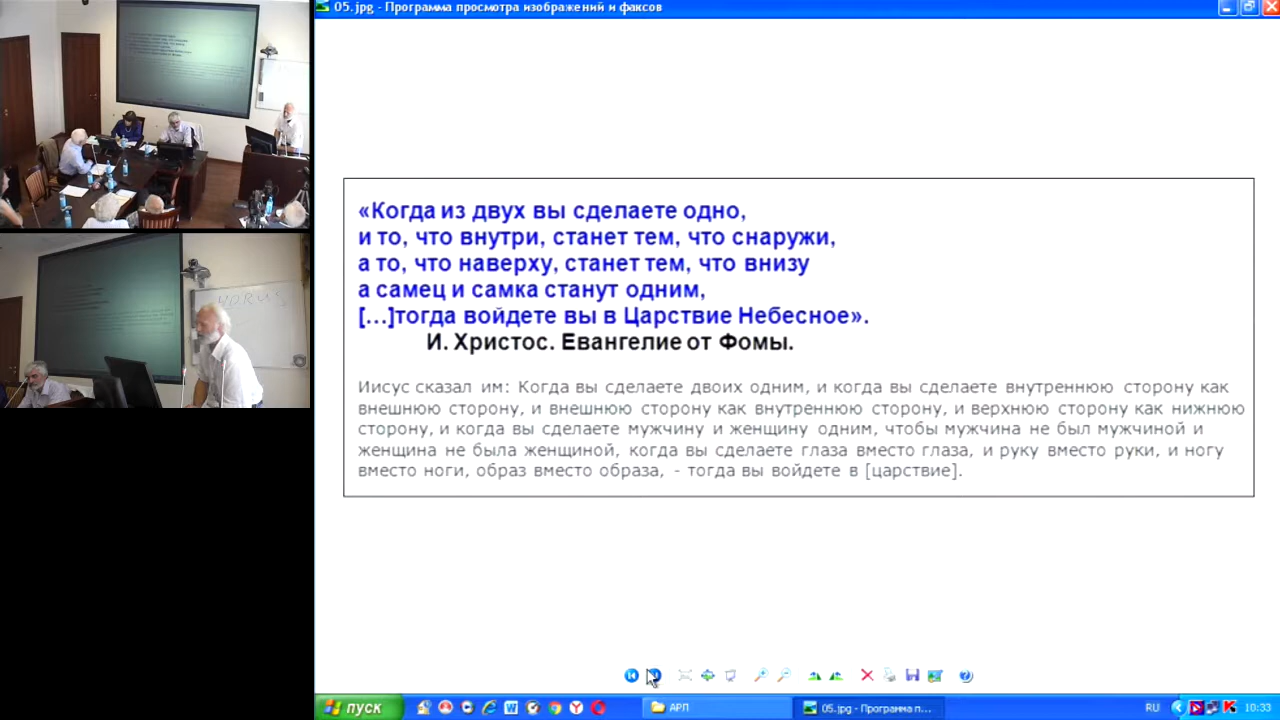 05.jpg - Программа просмотра изображений и факсов
HORUS
«Когда из двух вы сделаете одно,
и то, что внутри, станет тем, что снаружи,
а то, что наверху, станет тем, что внизу
а самец и самка станут одним,
[...]тогда войдете вы в Царствие Небесное».
И. Христос. Евангелие от Фомы.
Иисус сказал им: Когда вы сделаете двоих одним, и когда вы сделаете внутреннюю сторону как
внешнюю сторону, и внешнюю сторону как внутреннюю сторону, и верхнюю сторону как нижнюю
сторону, и когда вы сделаете мужчину и женщину одним, чтобы мужчина не был мужчиной и
женщина не была женщиной, когда вы сделаете глаза вместо глаза, и руку вместо руки, и ногу
вместо ноги, образ вместо образа, - тогда вы войдете в [царствие].
пуск
АРЛ
05.jpg - Программа п...
RU
10:33